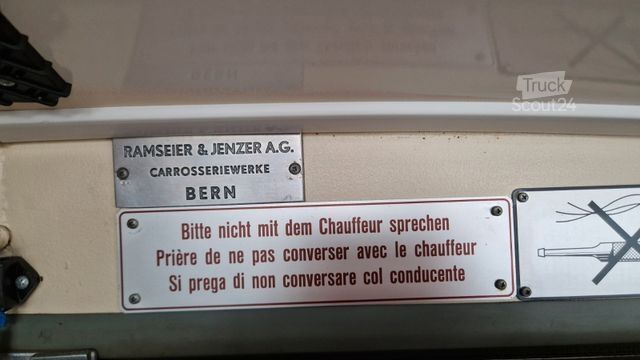 Truck
Scout24
RAMSEIER & JENZER A.G.
CARROSSERIEWERKE
BERN
Bitte nicht mit dem Chauffeur sprechen
Prière de ne pas converser avec le chauffeur
Si prega di non conversare col conducente